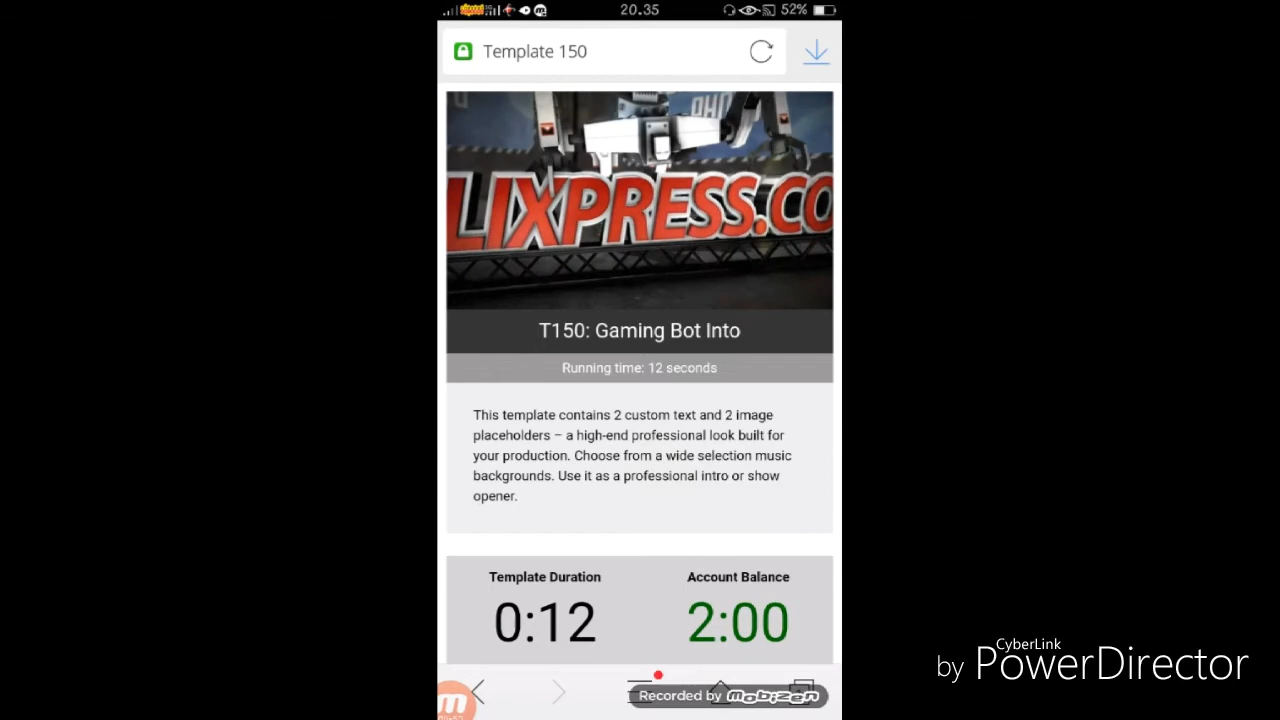 20.35
52%
Template 150
LIXPRESS.CO
T150: Gaming Bot Into
Running time: 12 seconds
This template contains 2 custom text and 2 image
placeholders – a high-end professional look built for
your production. Choose from a wide selection music
backgrounds. Use it as a professional intro or show
opener.
Template Duration
Account Balance
0:12
2:00
Recorded by mobizen
CyberLink
by PowerDirector